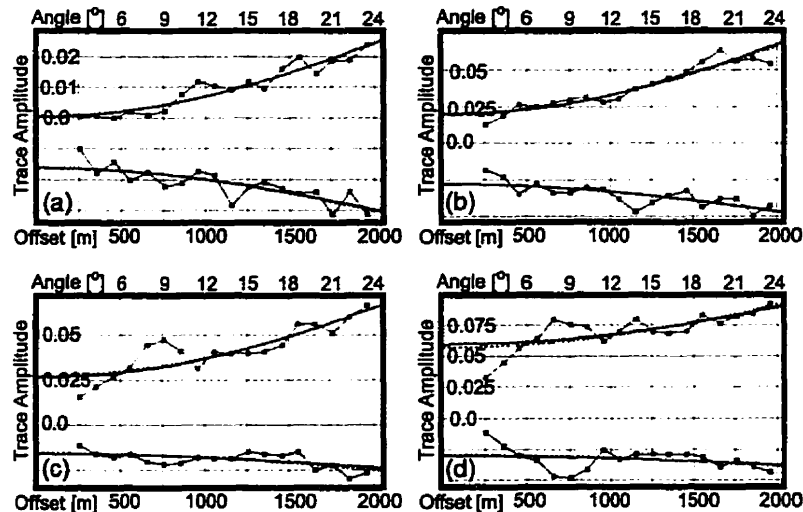 Angle [°] 6 9 12 15 18 21 24
Trace Amplitude
0.02
0.01
0.0
(a)
Offset [m] 500 1000 1500 2000
Angle [°] 6 9 12 15 18 21 24
Trace Amplitude
0.05
0.025
0.0
(b)
Offset [m] 500 1000 1500 2000
Angle [°] 6 9 12 15 18 21 24
Trace Amplitude
0.05
0.025
0.0
(c)
Offset [m] 500 1000 1500 2000
Angle [°] 6 9 12 15 18 21 24
Trace Amplitude
0.075
0.05
0.025
0.0
(d)
Offset [m] 500 1000 1500 2000